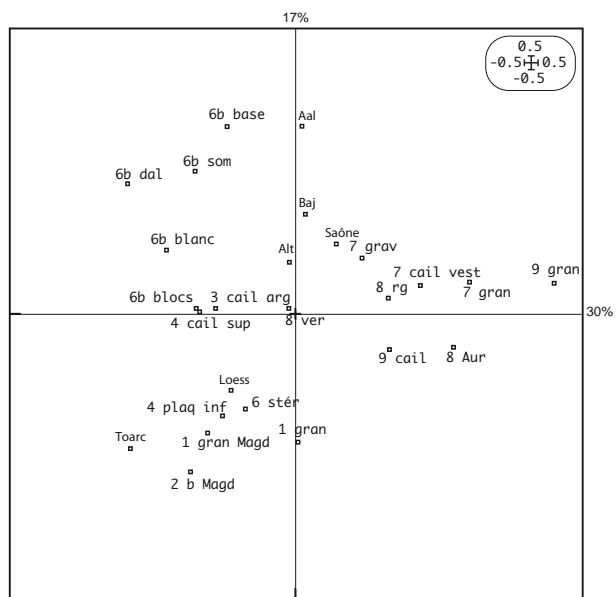 17%
0.5
-0.5 0.5
-0.5
6b base
Aal
6b som
6b dal
Baj
Saône
6b blanc
Alt
7 grav
7 cail vest
9 gran
8 rg
7 gran
6b blocs
3 cail arg
4 cail sup
8 ver
30%
9 cail
8 Aur
Loess
6 stér
4 plaq inf
Toarc
1 gran Magd
1 gran
2 b Magd